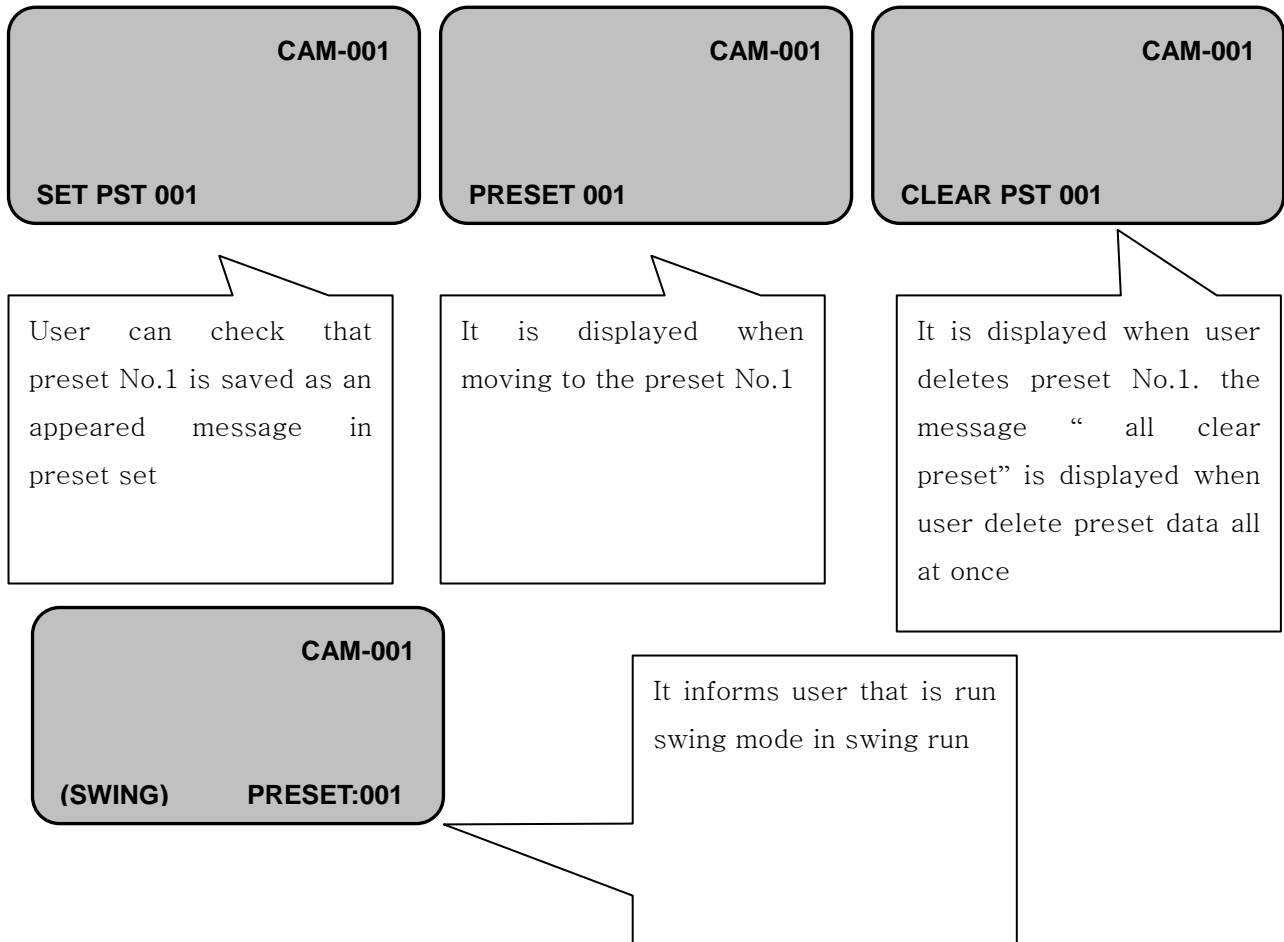 CAM-001
SET PST 001
CAM-001
PRESET 001
CAM-001
CLEAR PST 001
User can check that
preset No.1 is saved as an
appeared message in
preset set
It is displayed when
moving to the preset No.1
It is displayed when user
deletes preset No.1. the
message “ all clear
preset” is displayed when
user delete preset data all
at once
CAM-001
(SWING) PRESET:001
It informs user that is run
swing mode in swing run